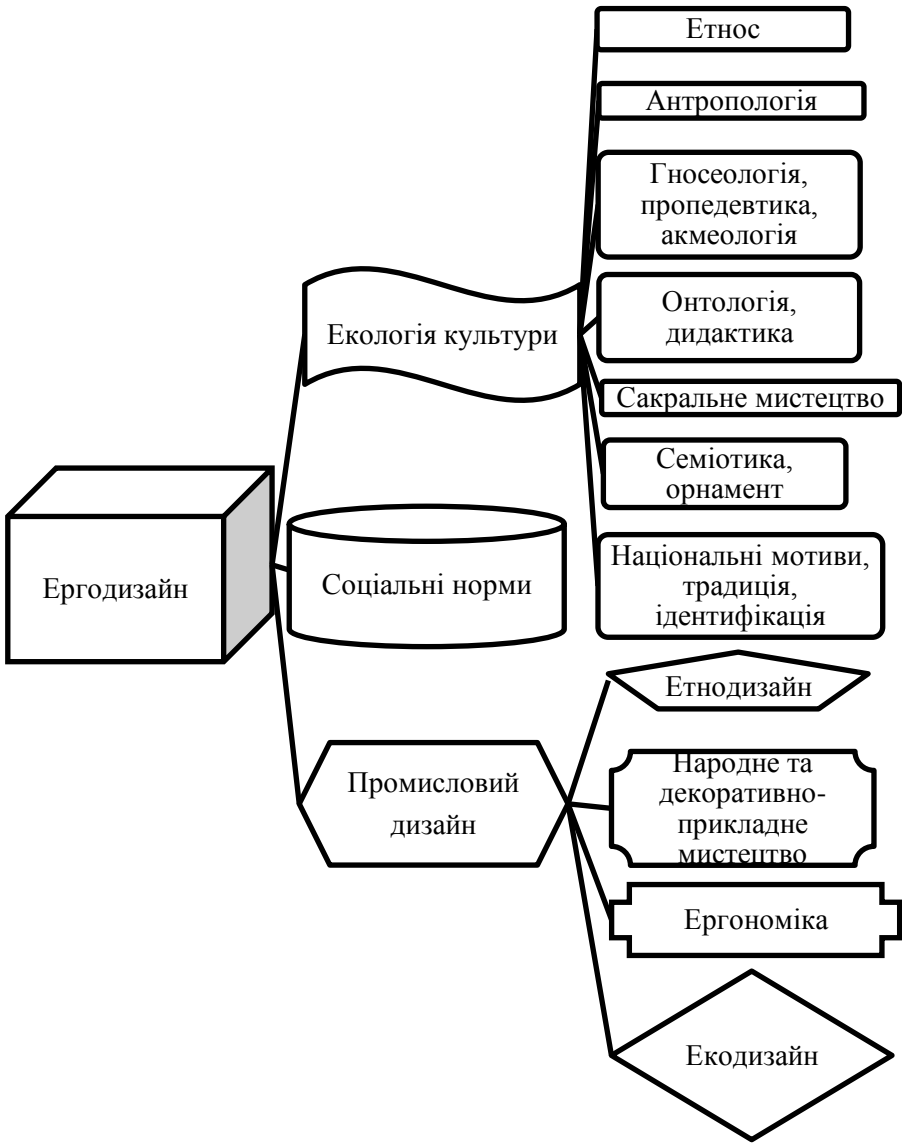 Етнос
Антропологія
Гносеологія,
пропедевтика,
акмеологія
Онтологія,
дидактика
Екологія культури
Сакральне мистецтво
Семіотика,
орнамент
Національні мотиви,
традиція,
ідентифікація
Ергодизайн
Соціальні норми
Етнодизайн
Промисловий
дизайн
Народне та
декоративно-
прикладне
мистецтво
Ергономіка
Екодизайн